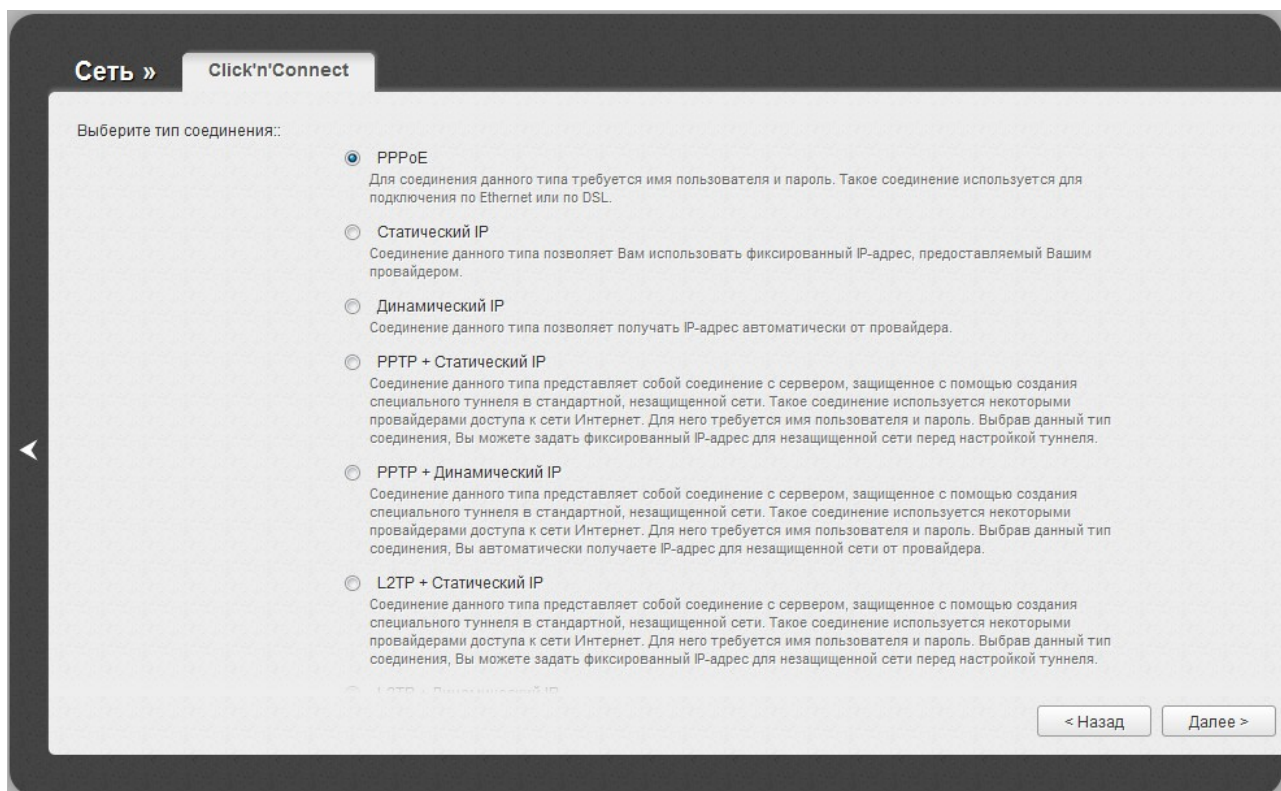 Сеть »
Click'n'Connect
Выберите тип соединения::
PPPoE
Для соединения данного типа требуется имя пользователя и пароль. Такое соединение используется для
подключения по Ethernet или по DSL.
Статический IP
Соединение данного типа позволяет Вам использовать фиксированный IP-адрес, предоставляемый Вашим
провайдером.
Динамический IP
Соединение данного типа позволяет получать IP-адрес автоматически от провайдера.
PPTP + Статический IP
Соединение данного типа представляет собой соединение с сервером, защищенное с помощью создания
специального туннеля в стандартной, незащищенной сети. Такое соединение используется некоторыми
провайдерами доступа к сети Интернет. Для него требуется имя пользователя и пароль. Выбрав данный тип
соединения, Вы можете задать фиксированный IP-адрес для незащищенной сети перед настройкой туннеля.
PPTP + Динамический IP
Соединение данного типа представляет собой соединение с сервером, защищенное с помощью создания
специального туннеля в стандартной, незащищенной сети. Такое соединение используется некоторыми
провайдерами доступа к сети Интернет. Для него требуется имя пользователя и пароль. Выбрав данный тип
соединения, Вы автоматически получаете IP-адрес для незащищенной сети от провайдера.
L2TP + Статический IP
Соединение данного типа представляет собой соединение с сервером, защищенное с помощью создания
специального туннеля в стандартной, незащищенной сети. Такое соединение используется некоторыми
провайдерами доступа к сети Интернет. Для него требуется имя пользователя и пароль. Выбрав данный тип
соединения, Вы можете задать фиксированный IP-адрес для незащищенной сети перед настройкой туннеля.
L2TP + Динамический IP
< Назад
Далее >